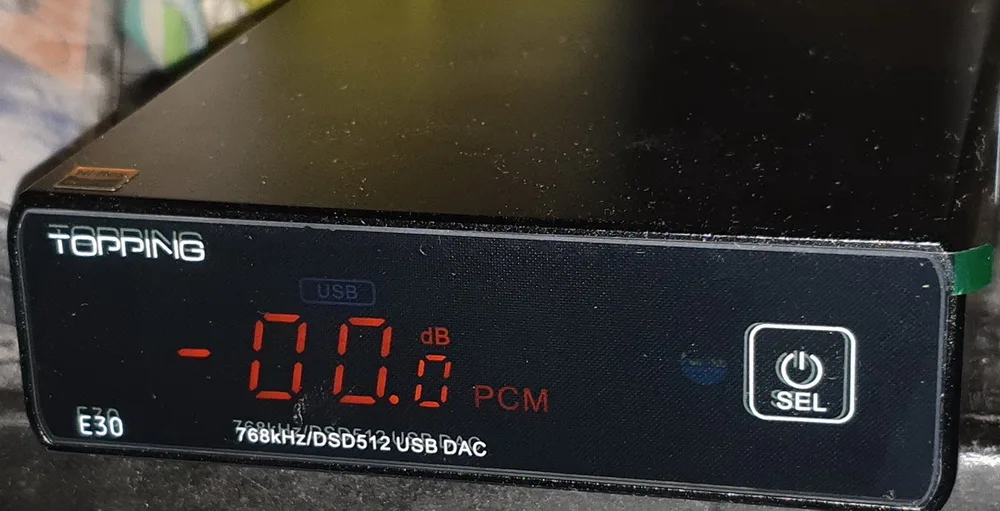 TOPPING
USB
-00.0 dB
PCM
E30
768kHz/DSD512 USB DAC
SEL